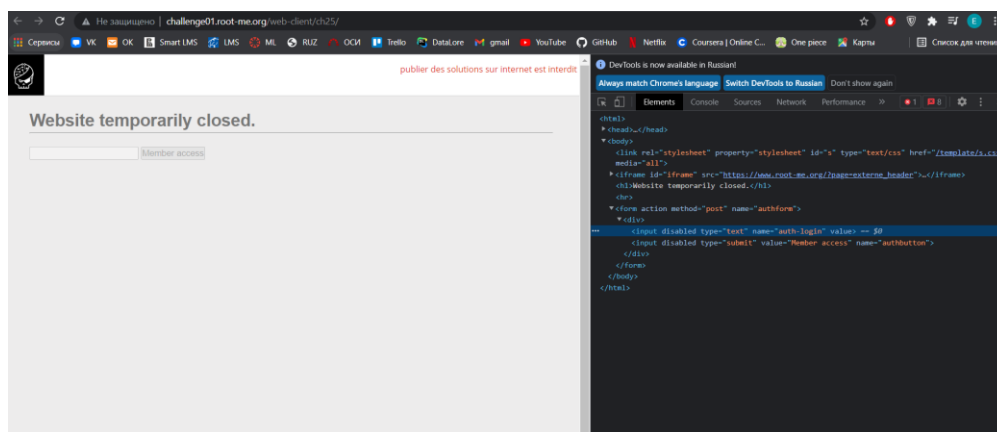 Не защищено | challenge01.root-me.org/web-client/ch25/
Сервисы VK OK Smart LMS LMS ML RUZ ОСИ Trello DataLore gmail YouTube GitHub Netflix Coursera | Online C... One piece Карты Список для чтения
publier des solutions sur internet est interdit
Website temporarily closed.
Member access
DevTools is now available in Russian!
Always match Chrome's language Switch DevTools to Russian Don't show again
Elements Console Sources Network Performance » 1 8
<html>
<head>…</head>
<body>
<link rel="stylesheet" property="stylesheet" id="s" type="text/css" href="/template/s.css
media="all">
<iframe id="iframe" src="https://www.root-me.org/?page=externe_header">…</iframe>
<h1>Website temporarily closed.</h1>
<hr>
<form action method="post" name="authform">
<div>
<input disabled type="text" name="auth-login" value> == $0
<input disabled type="submit" value="Member access" name="authbutton">
</div>
</form>
</body>
</html>